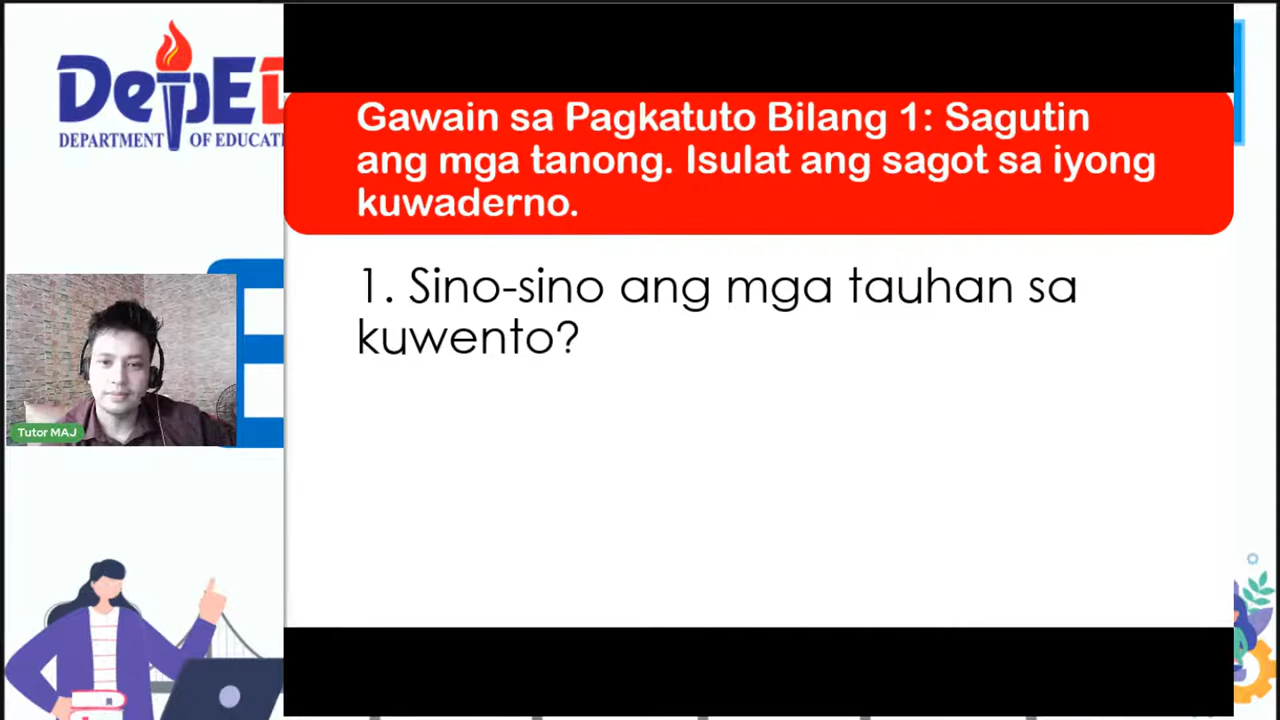 DepED
DEPARTMENT OF EDUCATI
Gawain sa Pagkatuto Bilang 1: Sagutin
ang mga tanong. Isulat ang sagot sa iyong
kuwaderno.
1. Sino-sino ang mga tauhan sa
kuwento?
Tutor MAJ